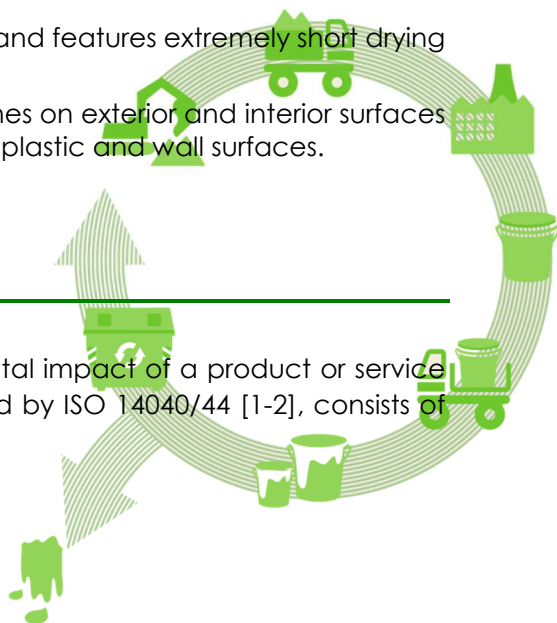 and features extremely short drying
nes on exterior and interior surfaces
plastic and wall surfaces.
tal impact of a product or service
d by ISO 14040/44 [1-2], consists of